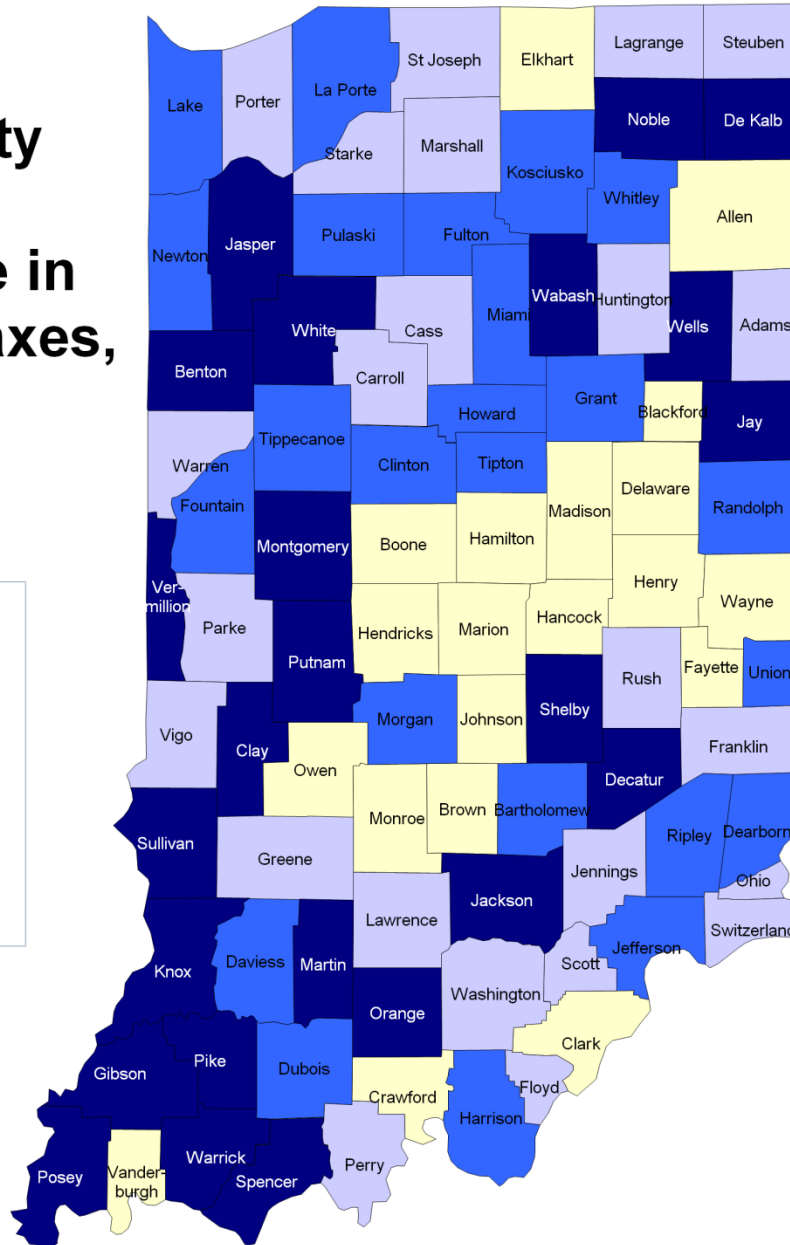 ty
e in
axes,
St Joseph
Elkhart
Lagrange
Steuben
Lake
Porter
La Porte
Noble
De Kalb
Starke
Marshall
Kosciusko
Whitley
Allen
Newton
Jasper
Pulaski
Fulton
Miami
Wabash
Huntington
Wells
Adams
White
Cass
Benton
Carroll
Grant
Blackford
Jay
Howard
Tippecanoe
Clinton
Tipton
Warren
Fountain
Delaware
Madison
Randolph
Montgomery
Boone
Hamilton
Henry
Wayne
Ver-
million
Parke
Hendricks
Marion
Hancock
Putnam
Rush
Fayette
Union
Vigo
Clay
Morgan
Johnson
Shelby
Franklin
Owen
Decatur
Monroe
Brown
Bartholomew
Sullivan
Greene
Ripley
Dearborn
Jennings
Ohio
Jackson
Lawrence
Switzerland
Knox
Daviess
Martin
Jefferson
Scott
Washington
Orange
Clark
Gibson
Pike
Dubois
Floyd
Crawford
Harrison
Posey
Vander-
burgh
Warrick
Spencer
Perry